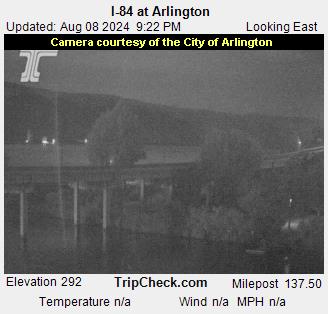 I-84 at Arlington
Updated: Aug 08 2024 9:22 PM Looking East
Camera courtesy of the City of Arlington
Elevation 292 TripCheck.com Milepost 137.50
Temperature n/a Wind n/a MPH n/a